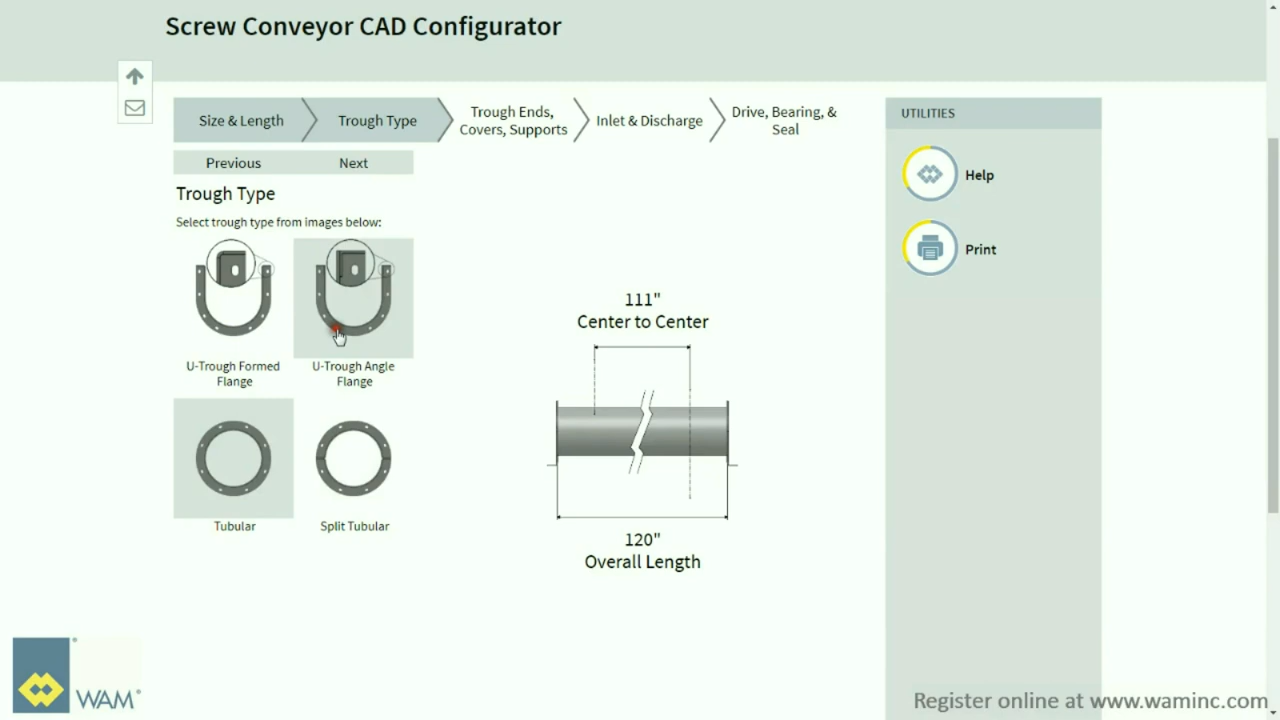 Screw Conveyor CAD Configurator
Size & Length
Trough Type
Trough Ends,
Covers, Supports
Inlet & Discharge
Drive, Bearing, &
Seal
UTILITIES
Previous
Next
Help
Trough Type
Select trough type from images below:
Print
111"
Center to Center
U-Trough Formed
Flange
U-Trough Angle
Flange
Tubular
Split Tubular
120"
Overall Length
WAM®
Register online at www.waminc.com